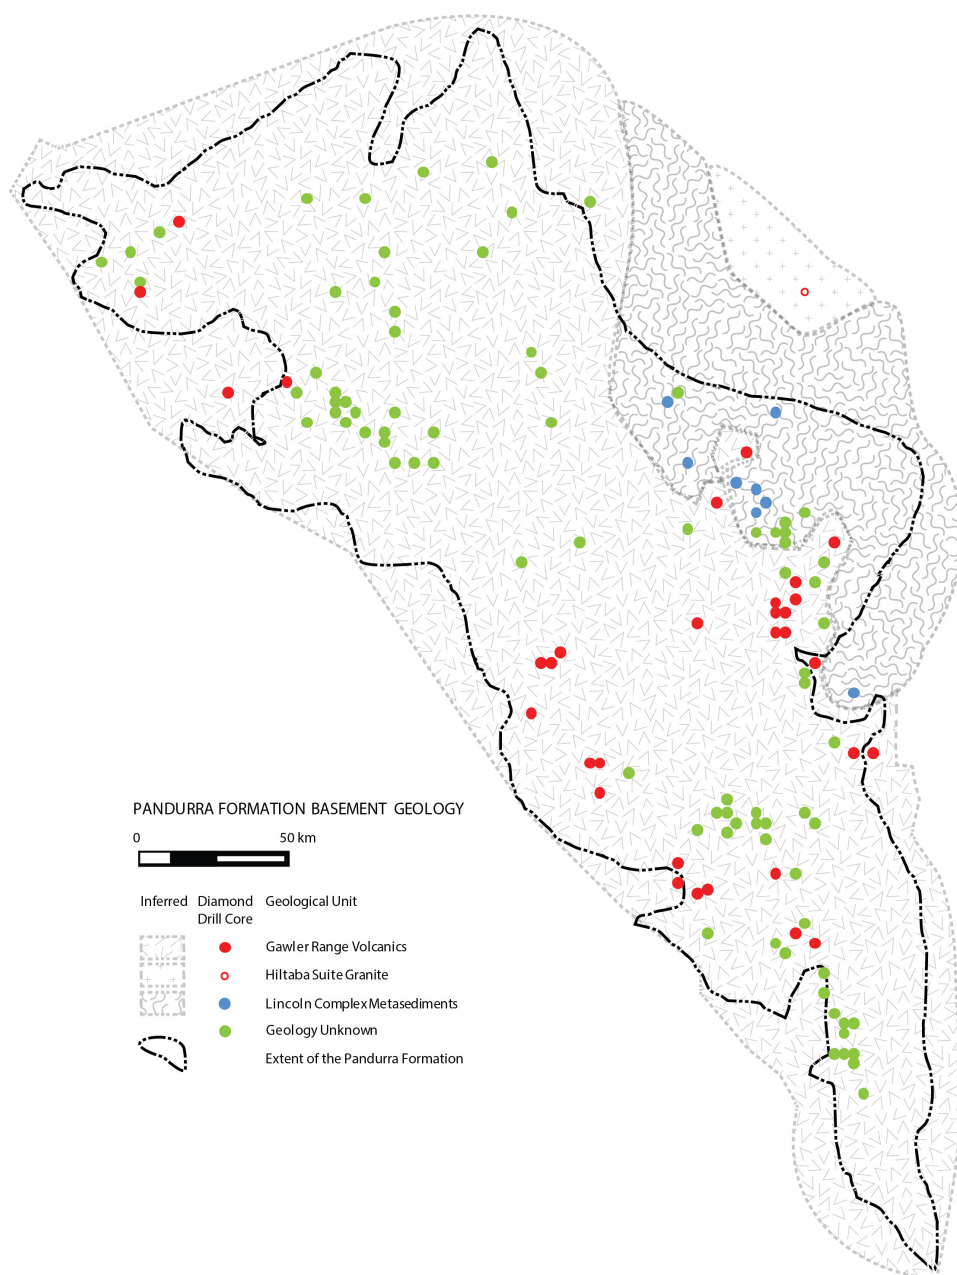 PANDURRA FORMATION BASEMENT GEOLOGY
0 50 km
Inferred Diamond Drill Core Geological Unit
Gawler Range Volcanics
Hiltaba Suite Granite
Lincoln Complex Metasediments
Geology Unknown
Extent of the Pandurra Formation